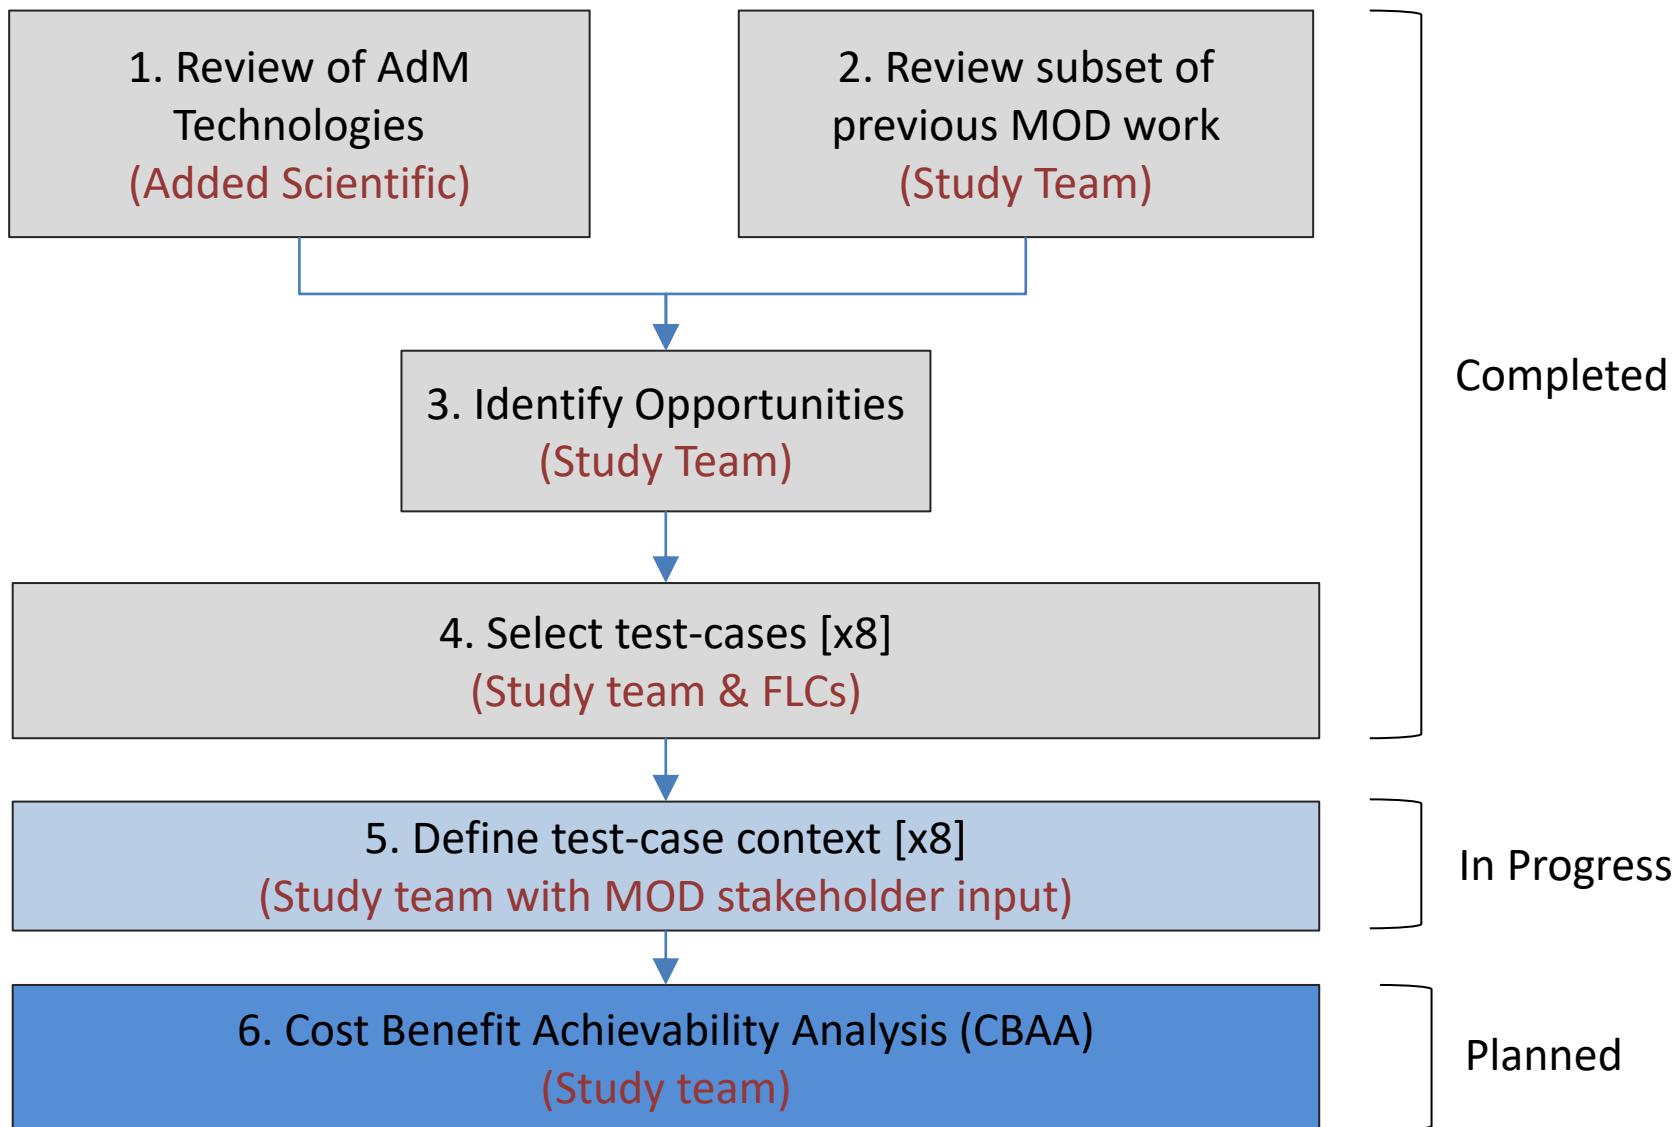 1. Review of AdM
Technologies
(Added Scientific)
2. Review subset of
previous MOD work
(Study Team)
3. Identify Opportunities
(Study Team)
4. Select test-cases [x8]
(Study team & FLCs)
Completed
5. Define test-case context [x8]
(Study team with MOD stakeholder input)
In Progress
6. Cost Benefit Achievability Analysis (CBAA)
(Study team)
Planned